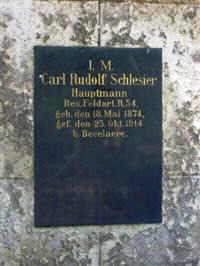 I. M.
Carl Rudolf Schlesier
Hauptmann
Res. Feldart. R. 54.
geb. den 18. Mai 1874,
gef. den 25. Okt. 1914
b. Becelaere.